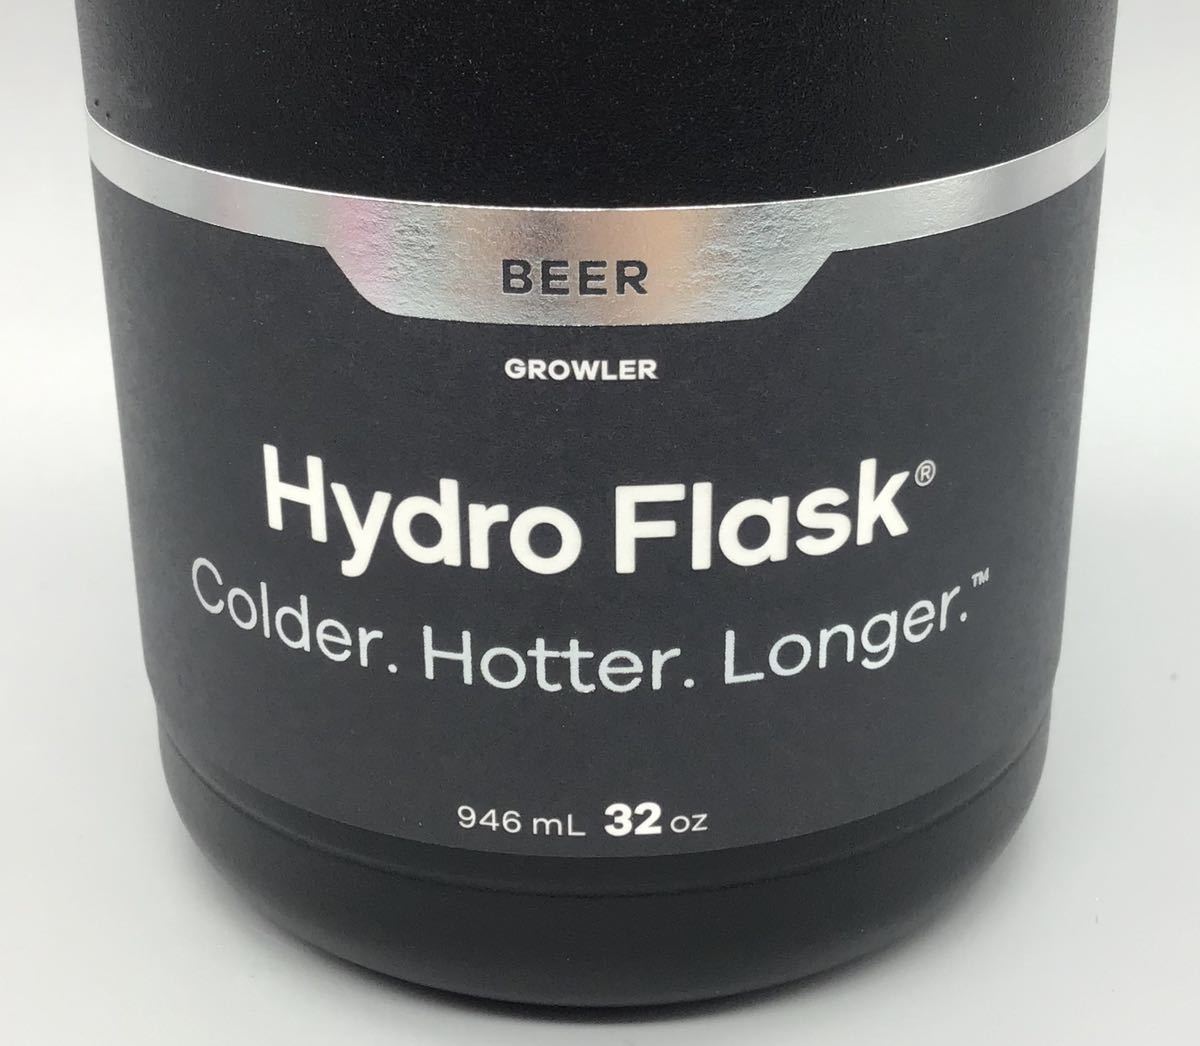 BEER
GROWLER
Hydro Flask®
Colder. Hotter. Longer.™
946 mL 32 oz